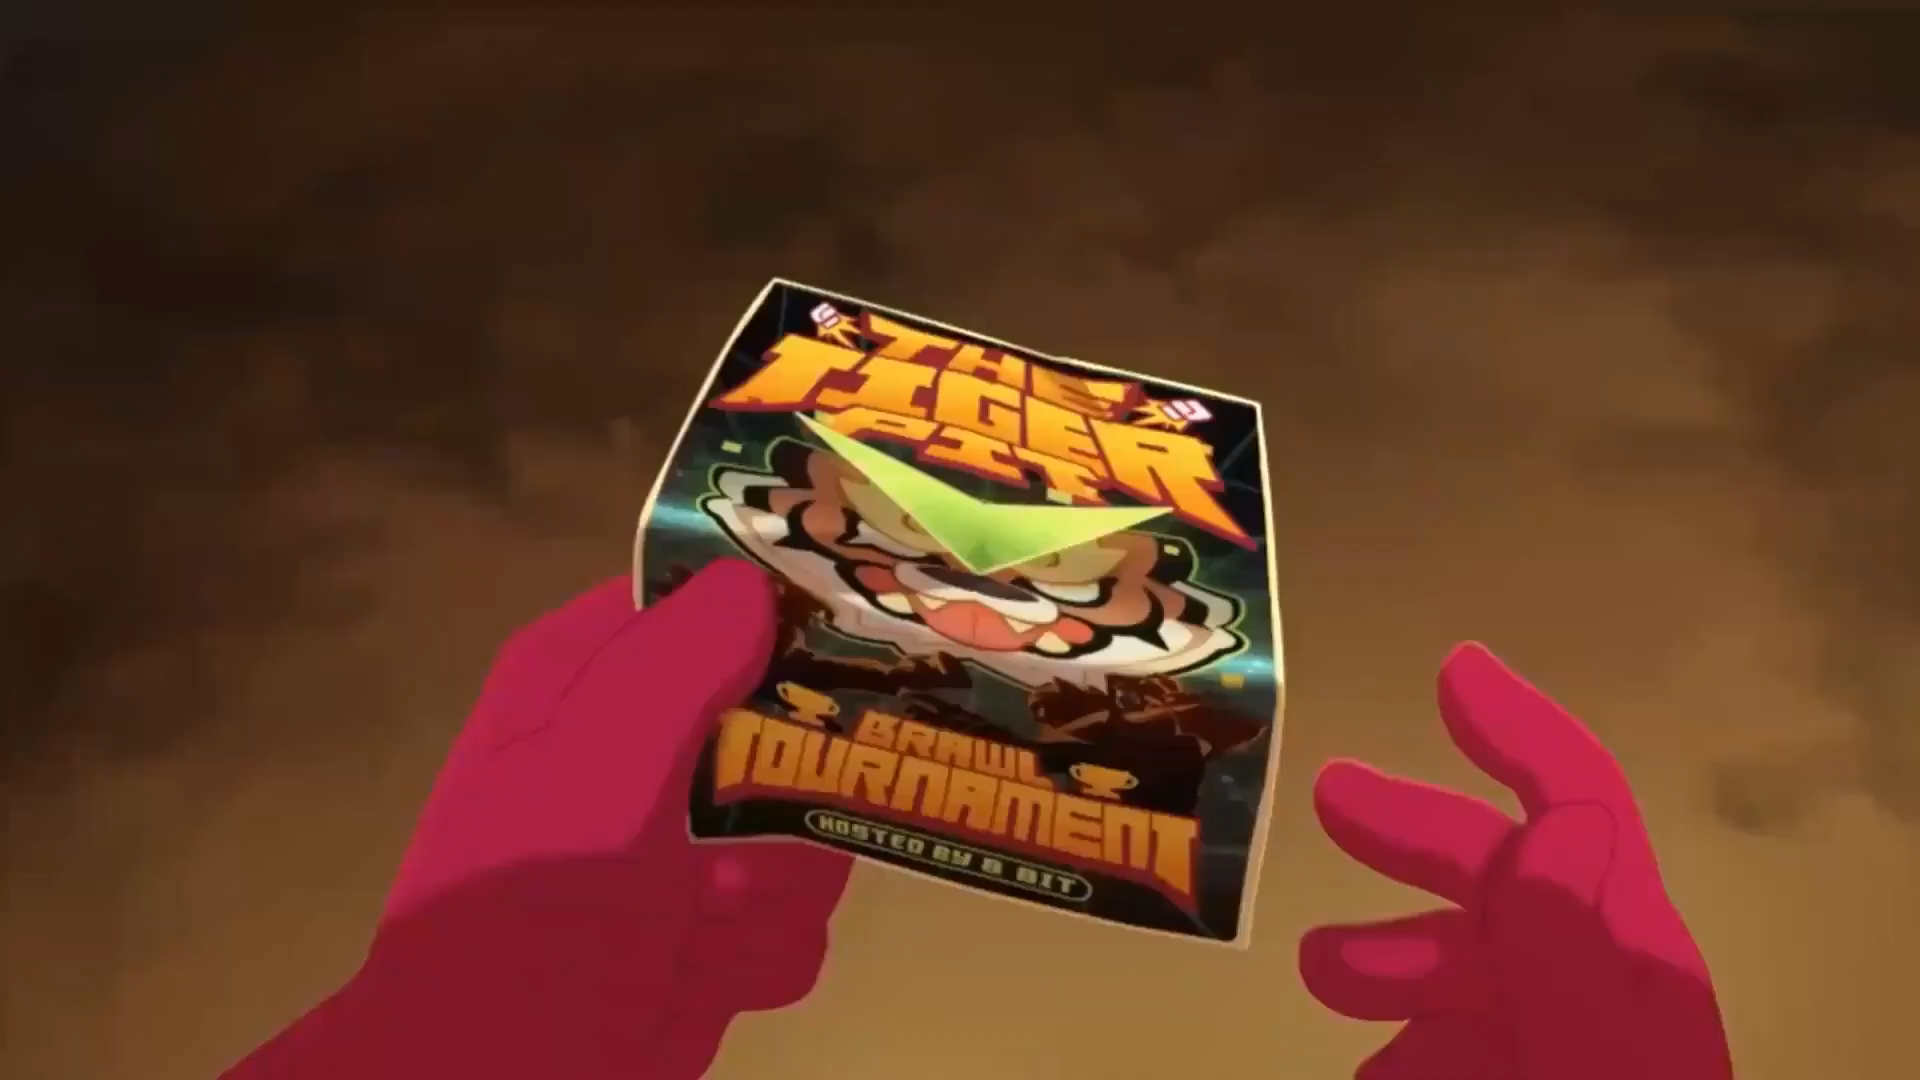 THE
TIGER
PIT
BRAWL
TOURNAMENT
HOSTED BY 8 BIT